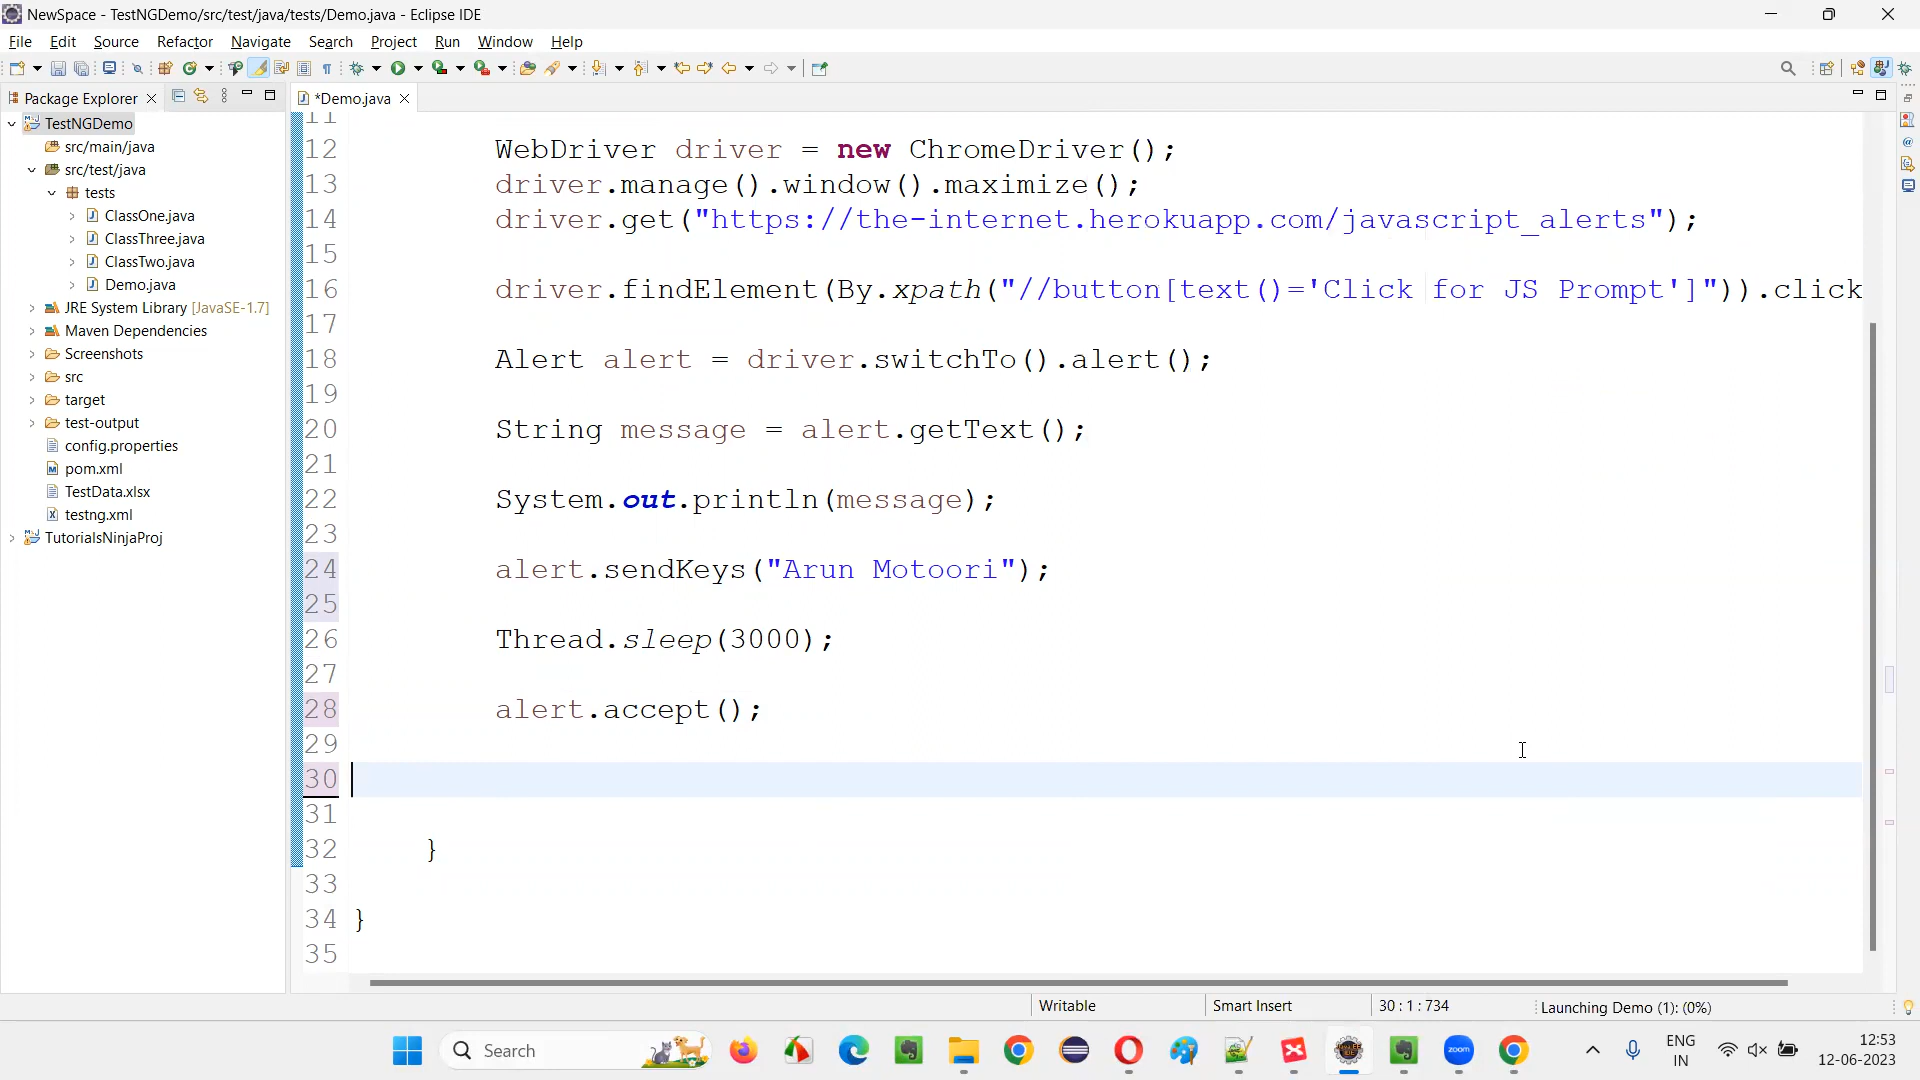 NewSpace - TestNGDemo/src/test/java/tests/Demo.java - Eclipse IDE
File Edit Source Refactor Navigate Search Project Run Window Help
Package Explorer
*Demo.java
TestNGDemo
src/main/java
src/test/java
tests
ClassOne.java
ClassThree.java
ClassTwo.java
Demo.java
JRE System Library [JavaSE-1.7]
Maven Dependencies
Screenshots
src
target
test-output
config.properties
pom.xml
TestData.xlsx
testng.xml
TutorialsNinjaProj
11
12 WebDriver driver = new ChromeDriver();
13 driver.manage().window().maximize();
14 driver.get("https://the-internet.herokuapp.com/javascript_alerts");
15
16 driver.findElement(By.xpath("//button[text()='Click for JS Prompt']")).click
17
18 Alert alert = driver.switchTo().alert();
19
20 String message = alert.getText();
21
22 System.out.println(message);
23
24 alert.sendKeys("Arun Motoori");
25
26 Thread.sleep(3000);
27
28 alert.accept();
29
30
31
32 }
33
34 }
35
Writable
Smart Insert
30 : 1 : 734
Launching Demo (1): (0%)
Search
zoom
ENG
IN
12:53
12-06-2023